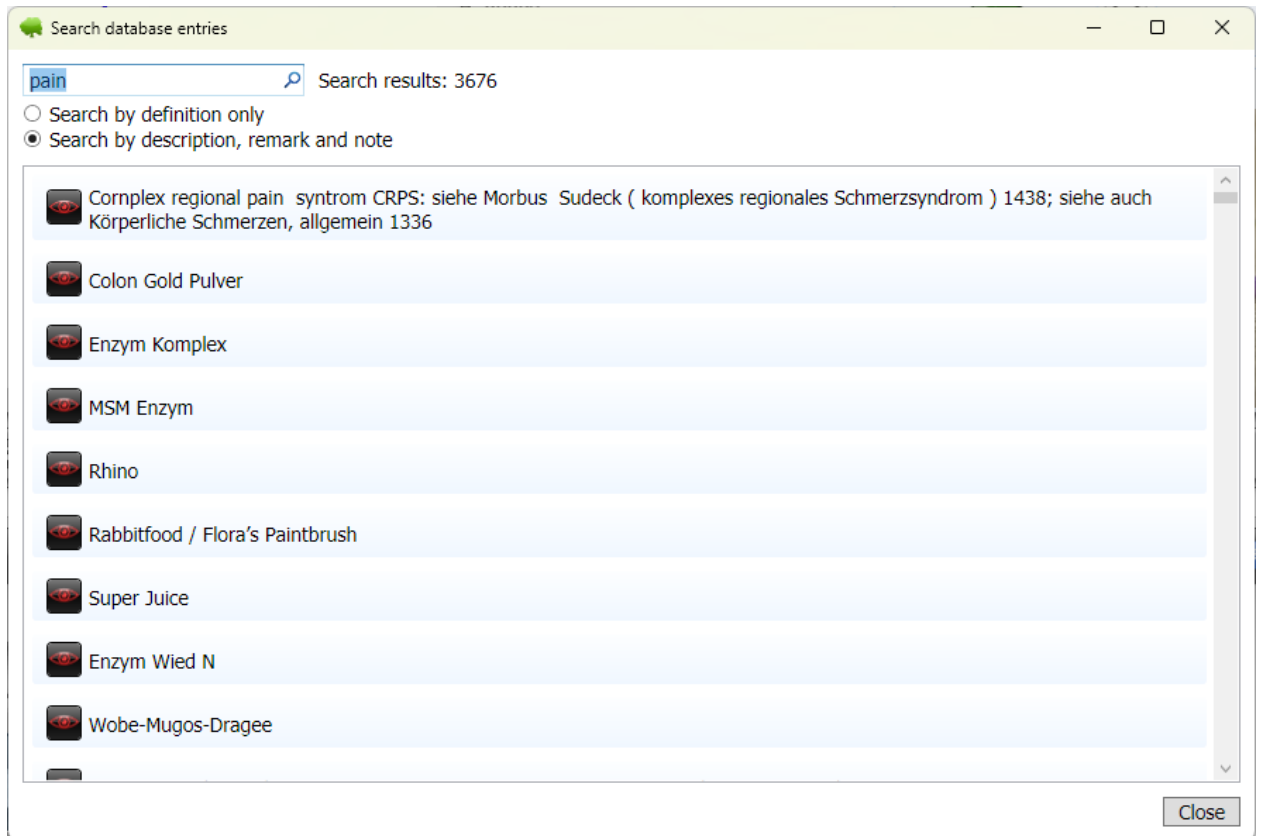 Search database entries
pain
Search results: 3676
Search by definition only
Search by description, remark and note
Cornplex regional pain  syntrom CRPS: siehe Morbus  Sudeck ( komplexes regionales Schmerzsyndrom ) 1438; siehe auch
Körperliche Schmerzen, allgemein 1336
Colon Gold Pulver
Enzym Komplex
MSM Enzym
Rhino
Rabbitfood / Flora’s Paintbrush
Super Juice
Enzym Wied N
Wobe-Mugos-Dragee
Close